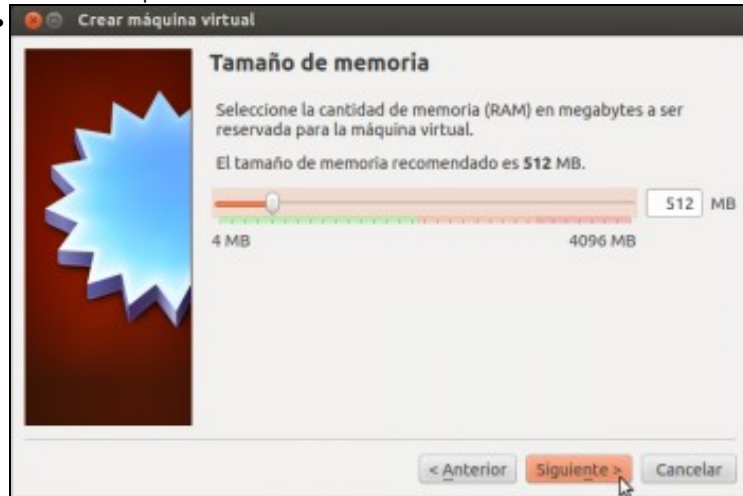 Crear máquina virtual
Tamaño de memoria
Seleccione la cantidad de memoria (RAM) en megabytes a ser
reservada para la máquina virtual.
El tamaño de memoria recomendado es 512 MB.
512 MB
4 MB 4096 MB
< Anterior Siguiente > Cancelar